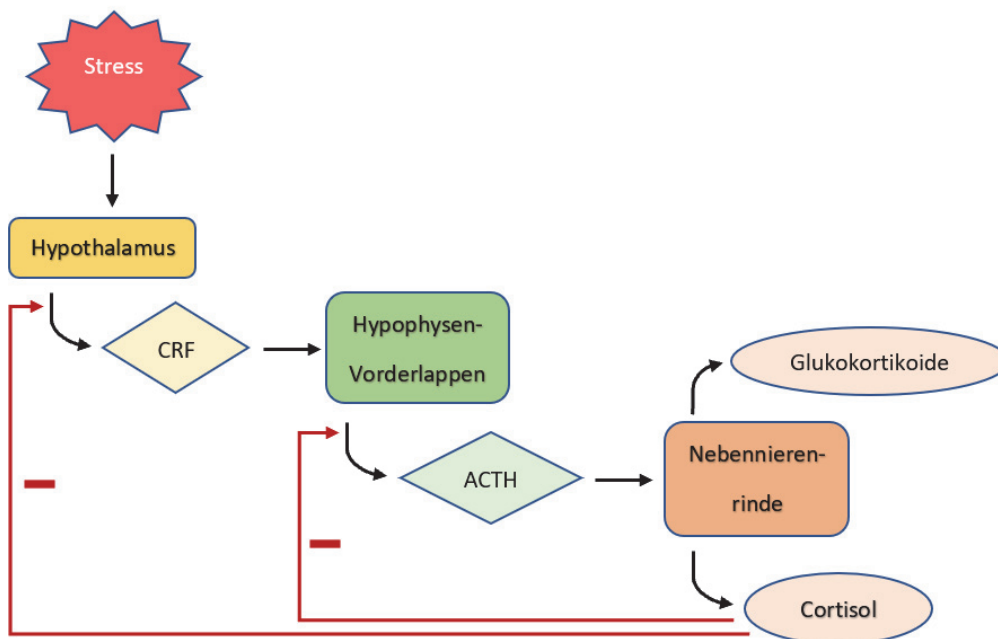 Stress
Hypothalamus
CRF
Hypophysen-
Vorderlappen
Glukokortikoide
ACTH
Nebennieren-
rinde
Cortisol